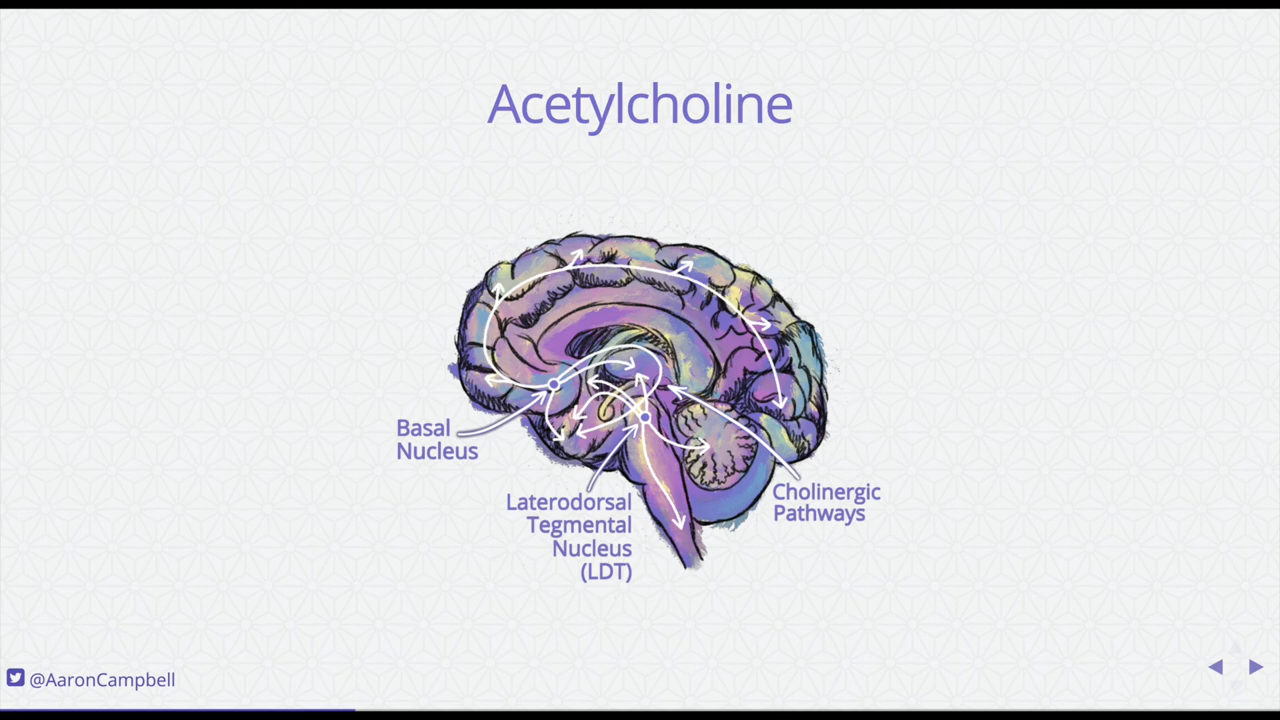 Acetylcholine
Basal
Nucleus
Laterodorsal
Tegmental
Nucleus
(LDT)
Cholinergic
Pathways
@AaronCampbell